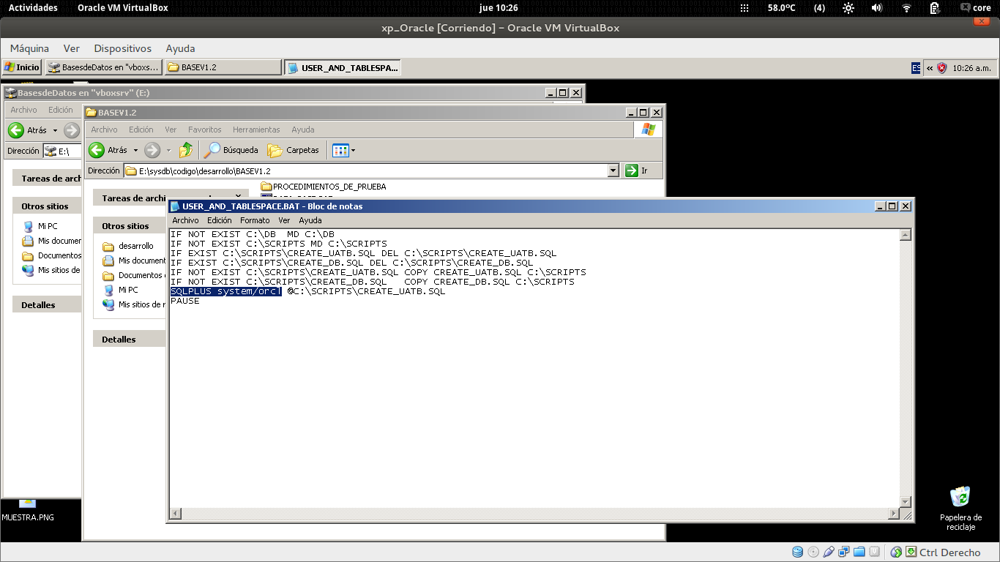 Actividades Oracle VM VirtualBox jue 10:26 58.0ºC (4) core
xp_Oracle [Corriendo] - Oracle VM VirtualBox
Máquina Ver Dispositivos Ayuda
Inicio BasesdeDatos en "vboxs... BASEV1.2 USER_AND_TABLESPA... ES « 10:26 a.m.
BasesdeDatos en "vboxsrv" (E:)
Archivo Edición
Atrás
Dirección E:\
Tareas de arch
Otros sitios
Mi PC
Mis documen
Documentos
Mis sitios de
Detalles
BASEV1.2
Archivo Edición Ver Favoritos Herramientas Ayuda
Atrás Búsqueda Carpetas
Dirección E:\sysdb\codigo\desarrollo\BASEV1.2 Ir
Tareas de archi
PROCEDIMIENTOS_DE_PRUEBA
Otros sitios
desarrollo
Mis document
Documentos
Mi PC
Mis sitios de r
Detalles
USER_AND_TABLESPACE.BAT - Bloc de notas
Archivo Edición Formato Ver Ayuda
IF NOT EXIST C:\DB  MD C:\DB
IF NOT EXIST C:\SCRIPTS MD C:\SCRIPTS
IF EXIST C:\SCRIPTS\CREATE_UATB.SQL DEL C:\SCRIPTS\CREATE_UATB.SQL
IF EXIST C:\SCRIPTS\CREATE_DB.SQL DEL C:\SCRIPTS\CREATE_DB.SQL
IF NOT EXIST C:\SCRIPTS\CREATE_UATB.SQL COPY CREATE_UATB.SQL C:\SCRIPTS
IF NOT EXIST C:\SCRIPTS\CREATE_DB.SQL   COPY CREATE_DB.SQL C:\SCRIPTS
SQLPLUS system/orcl @C:\SCRIPTS\CREATE_UATB.SQL
PAUSE
MUESTRA.PNG
Papelera de
reciclaje
Ctrl Derecho